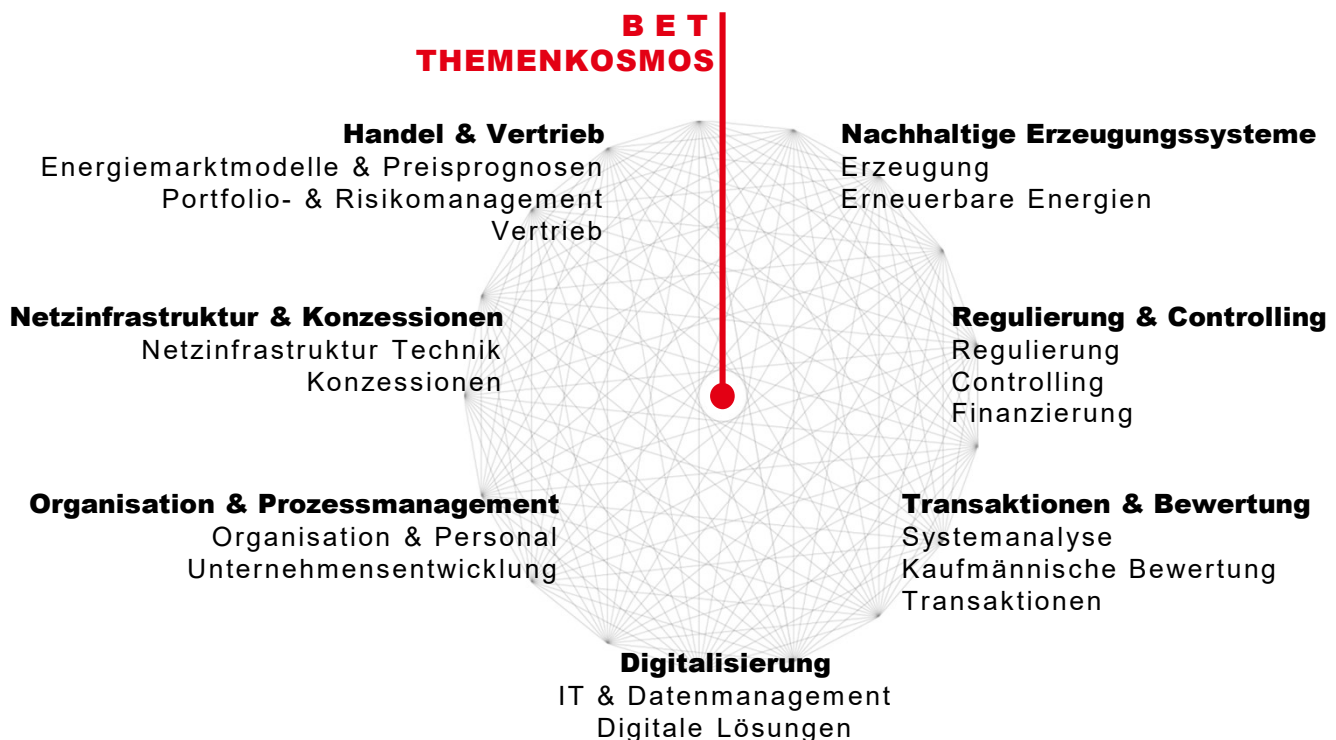 B E T
THEMENKOSMOS
Handel & Vertrieb
Energiemarktmodelle & Preisprognosen
Portfolio- & Risikomanagement
Vertrieb
Nachhaltige Erzeugungssysteme
Erzeugung
Erneuerbare Energien
Netzinfrastruktur & Konzessionen
Netzinfrastruktur Technik
Konzessionen
Regulierung & Controlling
Regulierung
Controlling
Finanzierung
Organisation & Prozessmanagement
Organisation & Personal
Unternehmensentwicklung
Transaktionen & Bewertung
Systemanalyse
Kaufmännische Bewertung
Transaktionen
Digitalisierung
IT & Datenmanagement
Digitale Lösungen